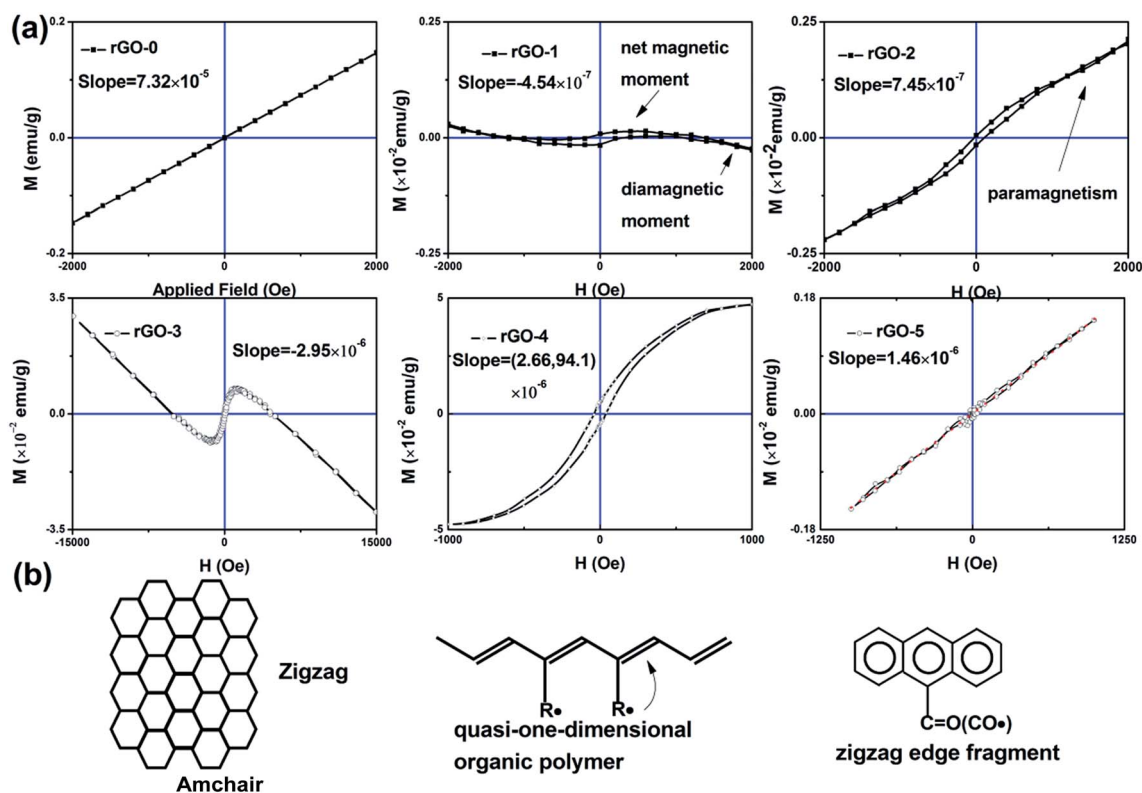 (a)
0.2
0.0
-0.2
M (emu/g)
rGO-0
Slope=7.32×10⁻⁵
-2000
0
2000
Applied Field (Oe)
0.25
0.00
0.25
M (×10⁻² emu/g)
rGO-1
Slope=-4.54×10⁻⁷
net magnetic
moment
diamagnetic
moment
-2000
0
2000
H (Oe)
0.25
0.00
0.25
M (×10⁻² emu/g)
rGO-2
Slope=7.45×10⁻⁷
paramagnetism
-2000
0
2000
H (Oe)
3.5
0.0
-3.5
M (×10⁻² emu/g)
rGO-3
Slope=-2.95×10⁻⁶
-15000
0
15000
H (Oe)
5
0
-5
M (×10⁻² emu/g)
rGO-4
Slope=(2.66,94.1)
×10⁻⁶
-1000
0
1000
H (Oe)
0.18
0.00
-0.18
M (×10⁻² emu/g)
rGO-5
Slope=1.46×10⁻⁶
-1250
0
1250
H (Oe)
(b)
Zigzag
Amchair
R•
R•
quasi-one-dimensional
organic polymer
C=O(CO•)
zigzag edge fragment